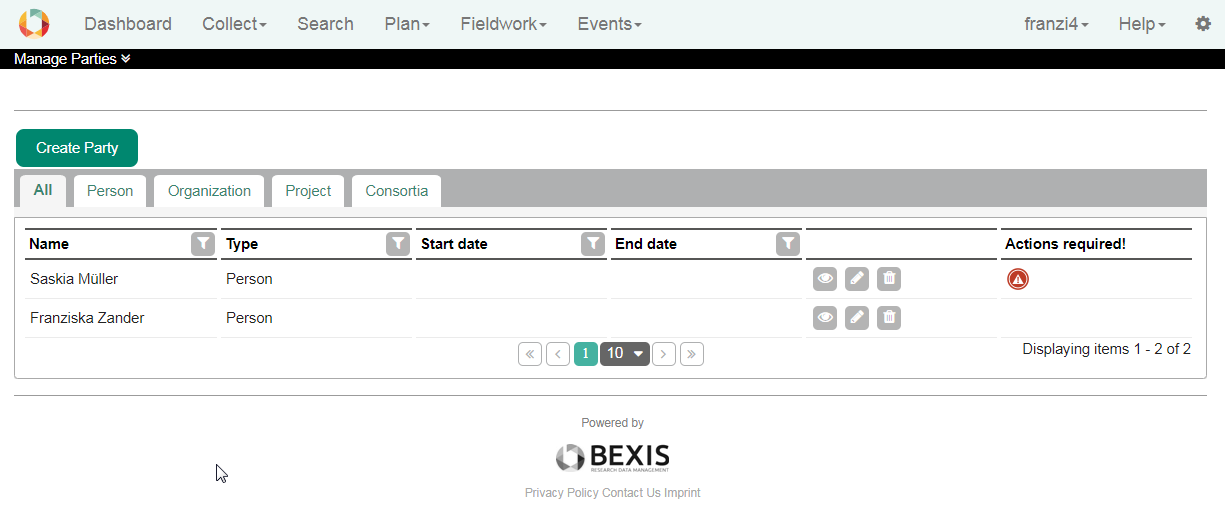 Dashboard Collect Search Plan Fieldwork Events franzi4 Help
Manage Parties
Create Party
All Person Organization Project Consortia
Name Type Start date End date Actions required!
Saskia Müller Person
Franziska Zander Person
1 10 Displaying items 1 - 2 of 2
Powered by
BEXIS
RESEARCH DATA MANAGEMENT
Privacy Policy Contact Us Imprint